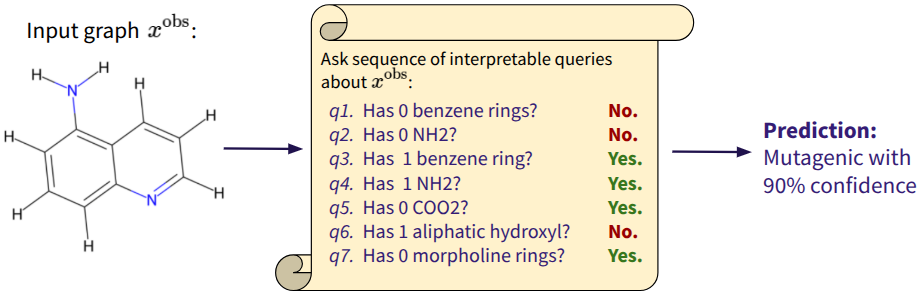 Input graph x^obs:
H
H
N
H
H
H
H
H
H
N
Ask sequence of interpretable queries
about x^obs:
q1. Has 0 benzene rings? No.
q2. Has 0 NH2? No.
q3. Has 1 benzene ring? Yes.
q4. Has 1 NH2? Yes.
q5. Has 0 COO2? Yes.
q6. Has 1 aliphatic hydroxyl? No.
q7. Has 0 morpholine rings? Yes.
Prediction:
Mutagenic with
90% confidence